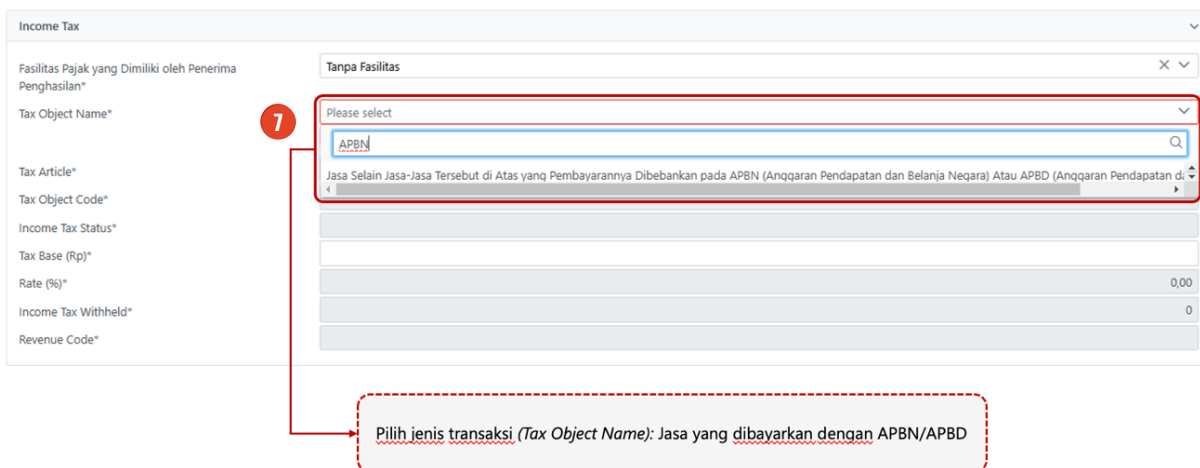 Income Tax
Fasilitas Pajak yang Dimiliki oleh Penerima
Penghasilan*
Tanpa Fasilitas
Tax Object Name*
7
Please select
APBN
Tax Article*
Jasa Selain Jasa-Jasa Tersebut di Atas yang Pembayarannya Dibebankan pada APBN (Anggaran Pendapatan dan Belanja Negara) Atau APBD (Anggaran Pendapatan
Tax Object Code*
Income Tax Status*
Tax Base (Rp)*
Rate (%)*
0,00
Income Tax Withheld*
0
Revenue Code*
Pilih jenis transaksi (Tax Object Name): Jasa yang dibayarkan dengan APBN/APBD